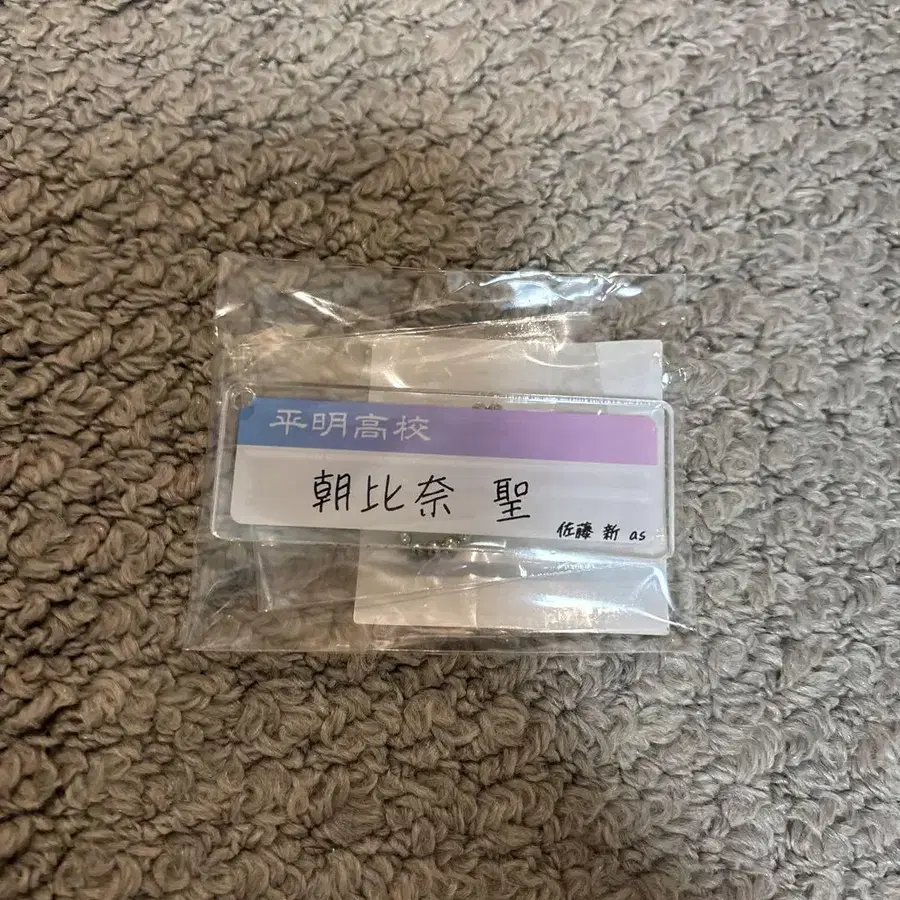 平明高校
朝比奈 聖
佐藤 新 as